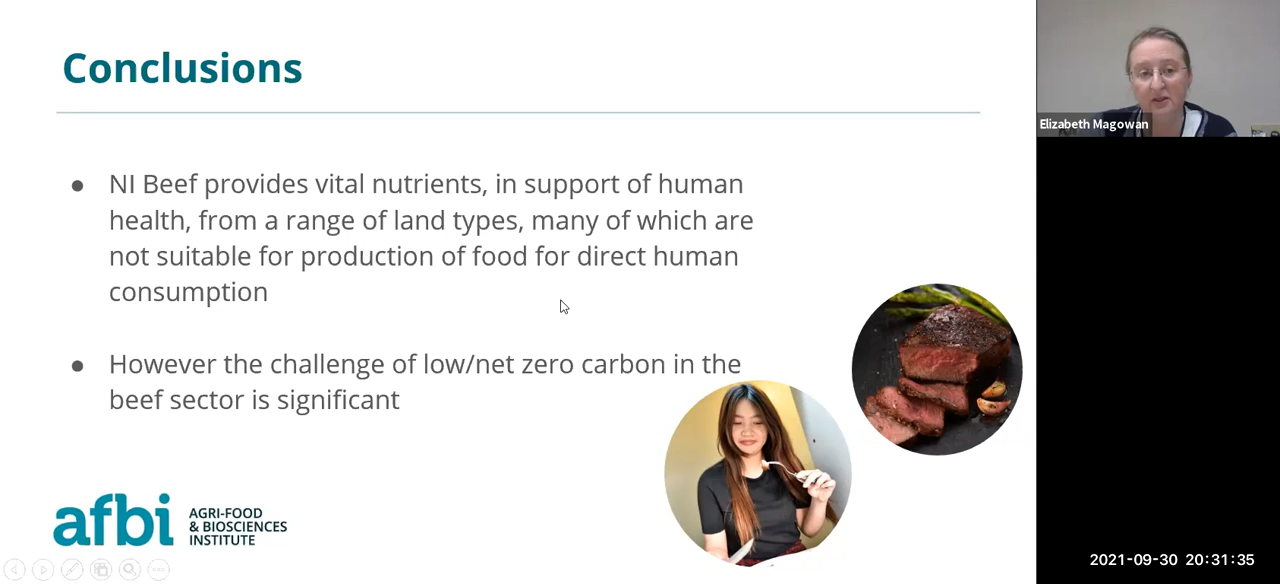 Conclusions
Elizabeth Magowan
● NI Beef provides vital nutrients, in support of human
health, from a range of land types, many of which are
not suitable for production of food for direct human
consumption
● However the challenge of low/net zero carbon in the
beef sector is significant
afbi
AGRI-FOOD
& BIOSCIENCES
INSTITUTE
2021-09-30 20:31:35